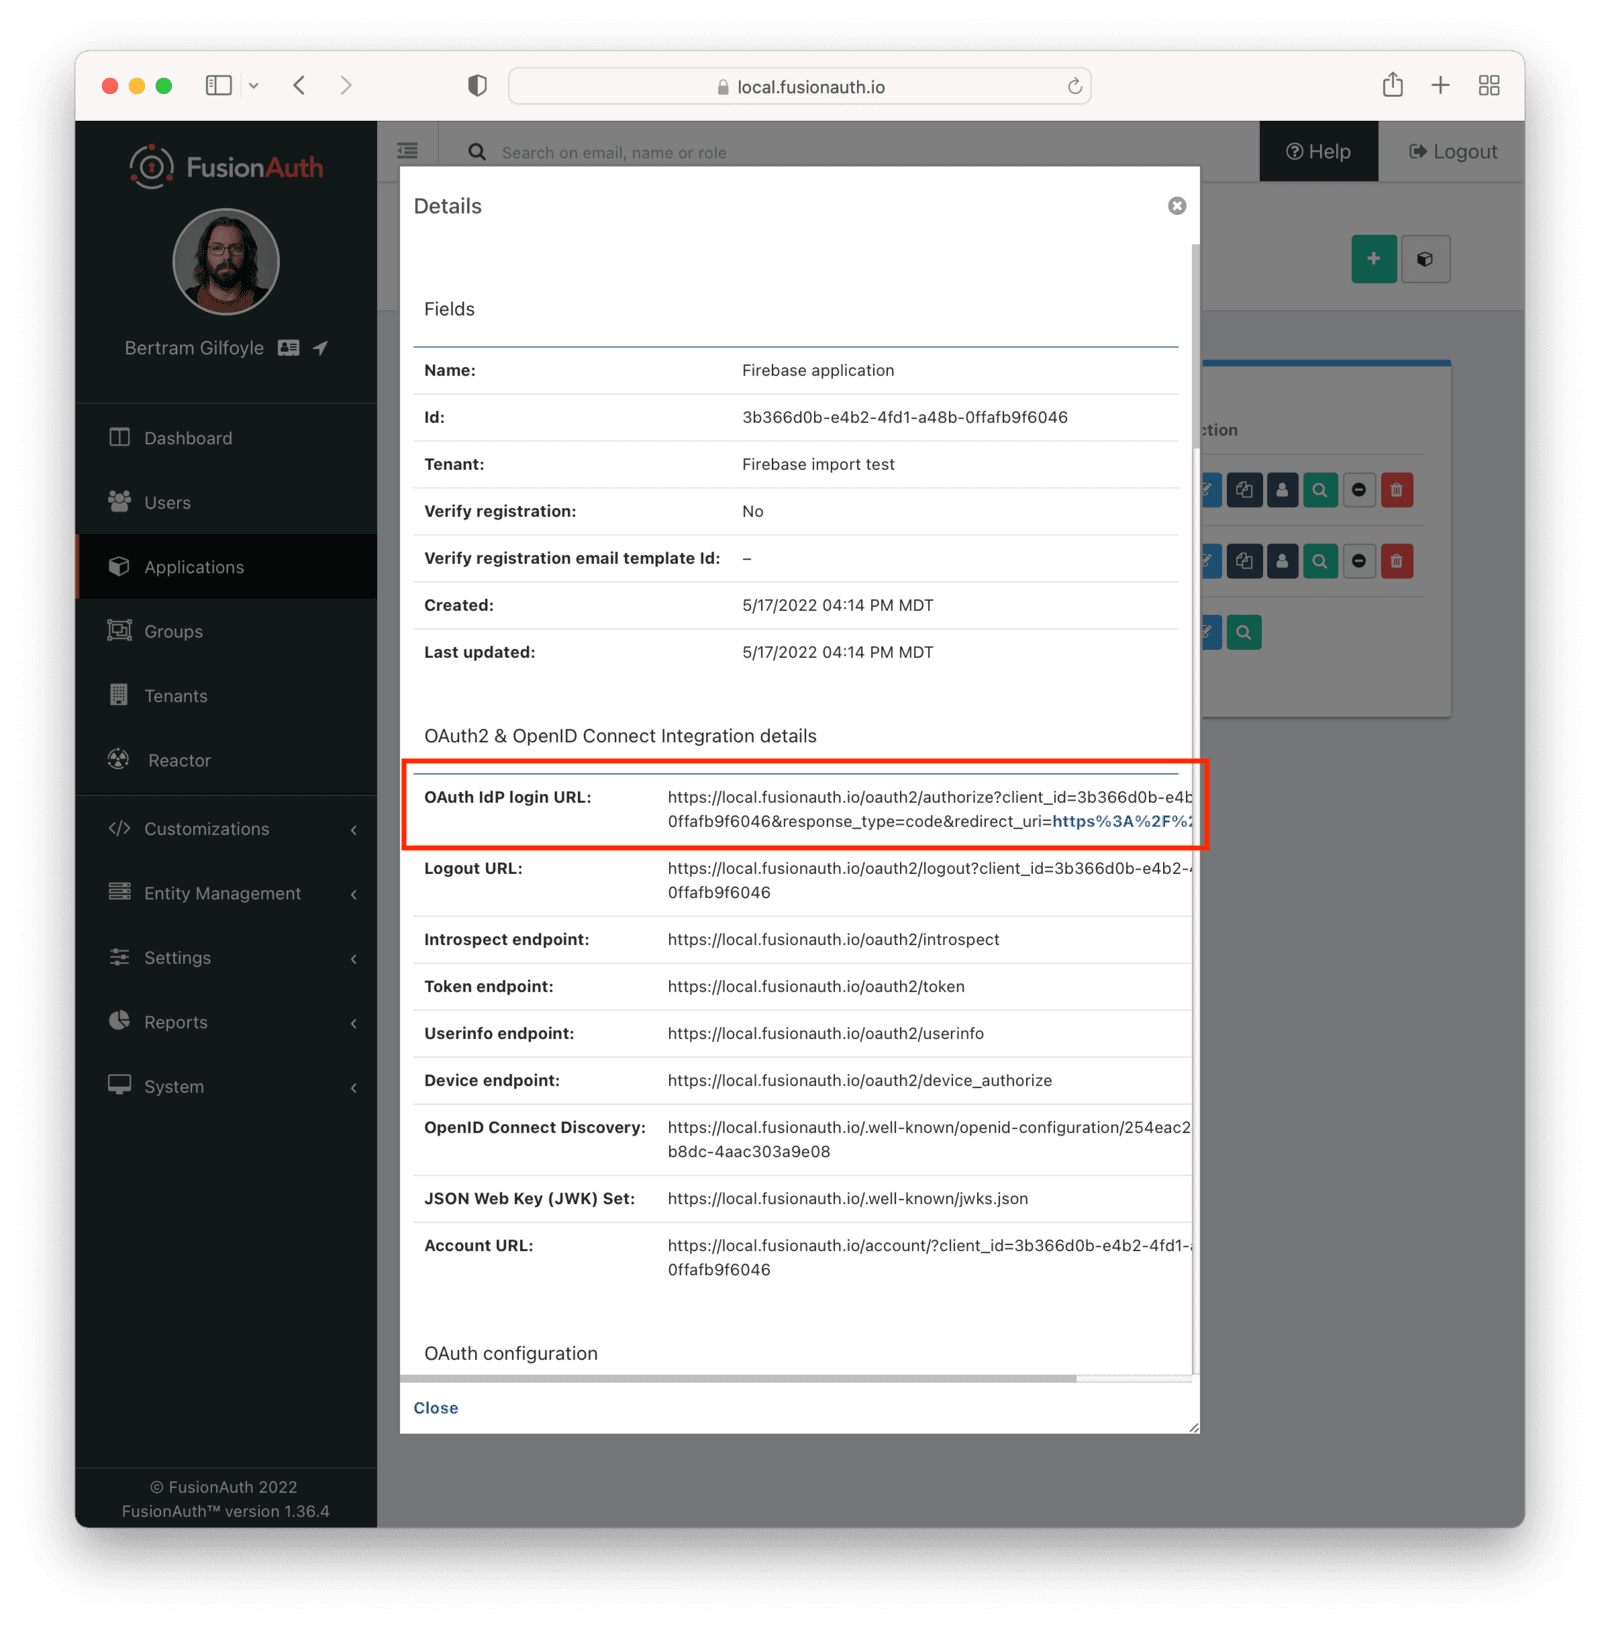 local.fusionauth.io
FusionAuth
Search on email, name or role
Help
Logout
Bertram Gilfoyle
Dashboard
Users
Applications
Groups
Tenants
Reactor
Customizations
Entity Management
Settings
Reports
System
© FusionAuth 2022
FusionAuth™ version 1.36.4
Details
Fields
Name: Firebase application
Id: 3b366d0b-e4b2-4fd1-a48b-0ffafb9f6046
Tenant: Firebase import test
Verify registration: No
Verify registration email template Id: –
Created: 5/17/2022 04:14 PM MDT
Last updated: 5/17/2022 04:14 PM MDT
OAuth2 & OpenID Connect Integration details
OAuth IdP login URL: https://local.fusionauth.io/oauth2/authorize?client_id=3b366d0b-e4b
0ffafb9f6046&response_type=code&redirect_uri=https%3A%2F%2
Logout URL: https://local.fusionauth.io/oauth2/logout?client_id=3b366d0b-e4b2-4
0ffafb9f6046
Introspect endpoint: https://local.fusionauth.io/oauth2/introspect
Token endpoint: https://local.fusionauth.io/oauth2/token
Userinfo endpoint: https://local.fusionauth.io/oauth2/userinfo
Device endpoint: https://local.fusionauth.io/oauth2/device_authorize
OpenID Connect Discovery: https://local.fusionauth.io/.well-known/openid-configuration/254eac2
b8dc-4aac303a9e08
JSON Web Key (JWK) Set: https://local.fusionauth.io/.well-known/jwks.json
Account URL: https://local.fusionauth.io/account/?client_id=3b366d0b-e4b2-4fd1-a
0ffafb9f6046
OAuth configuration
Close